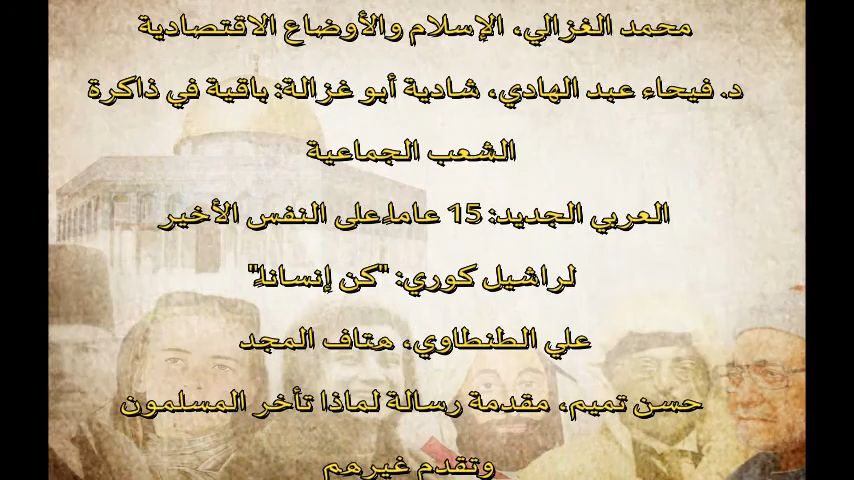 محمد الغزالي، الإسلام والأوضاع الاقتصادية
د. فيحاء عبد الهادي، شادية أبو غزالة: باقية في ذاكرة
الشعب الجماعية
العربي الجديد: 15 عاماً على النفس الأخير
لراشيل كوري: "كن إنساناً"
علي الطنطاوي، هتاف المجد
حسن تميم، مقدمة رسالة لماذا تأخر المسلمون
وتقدم غيرهم